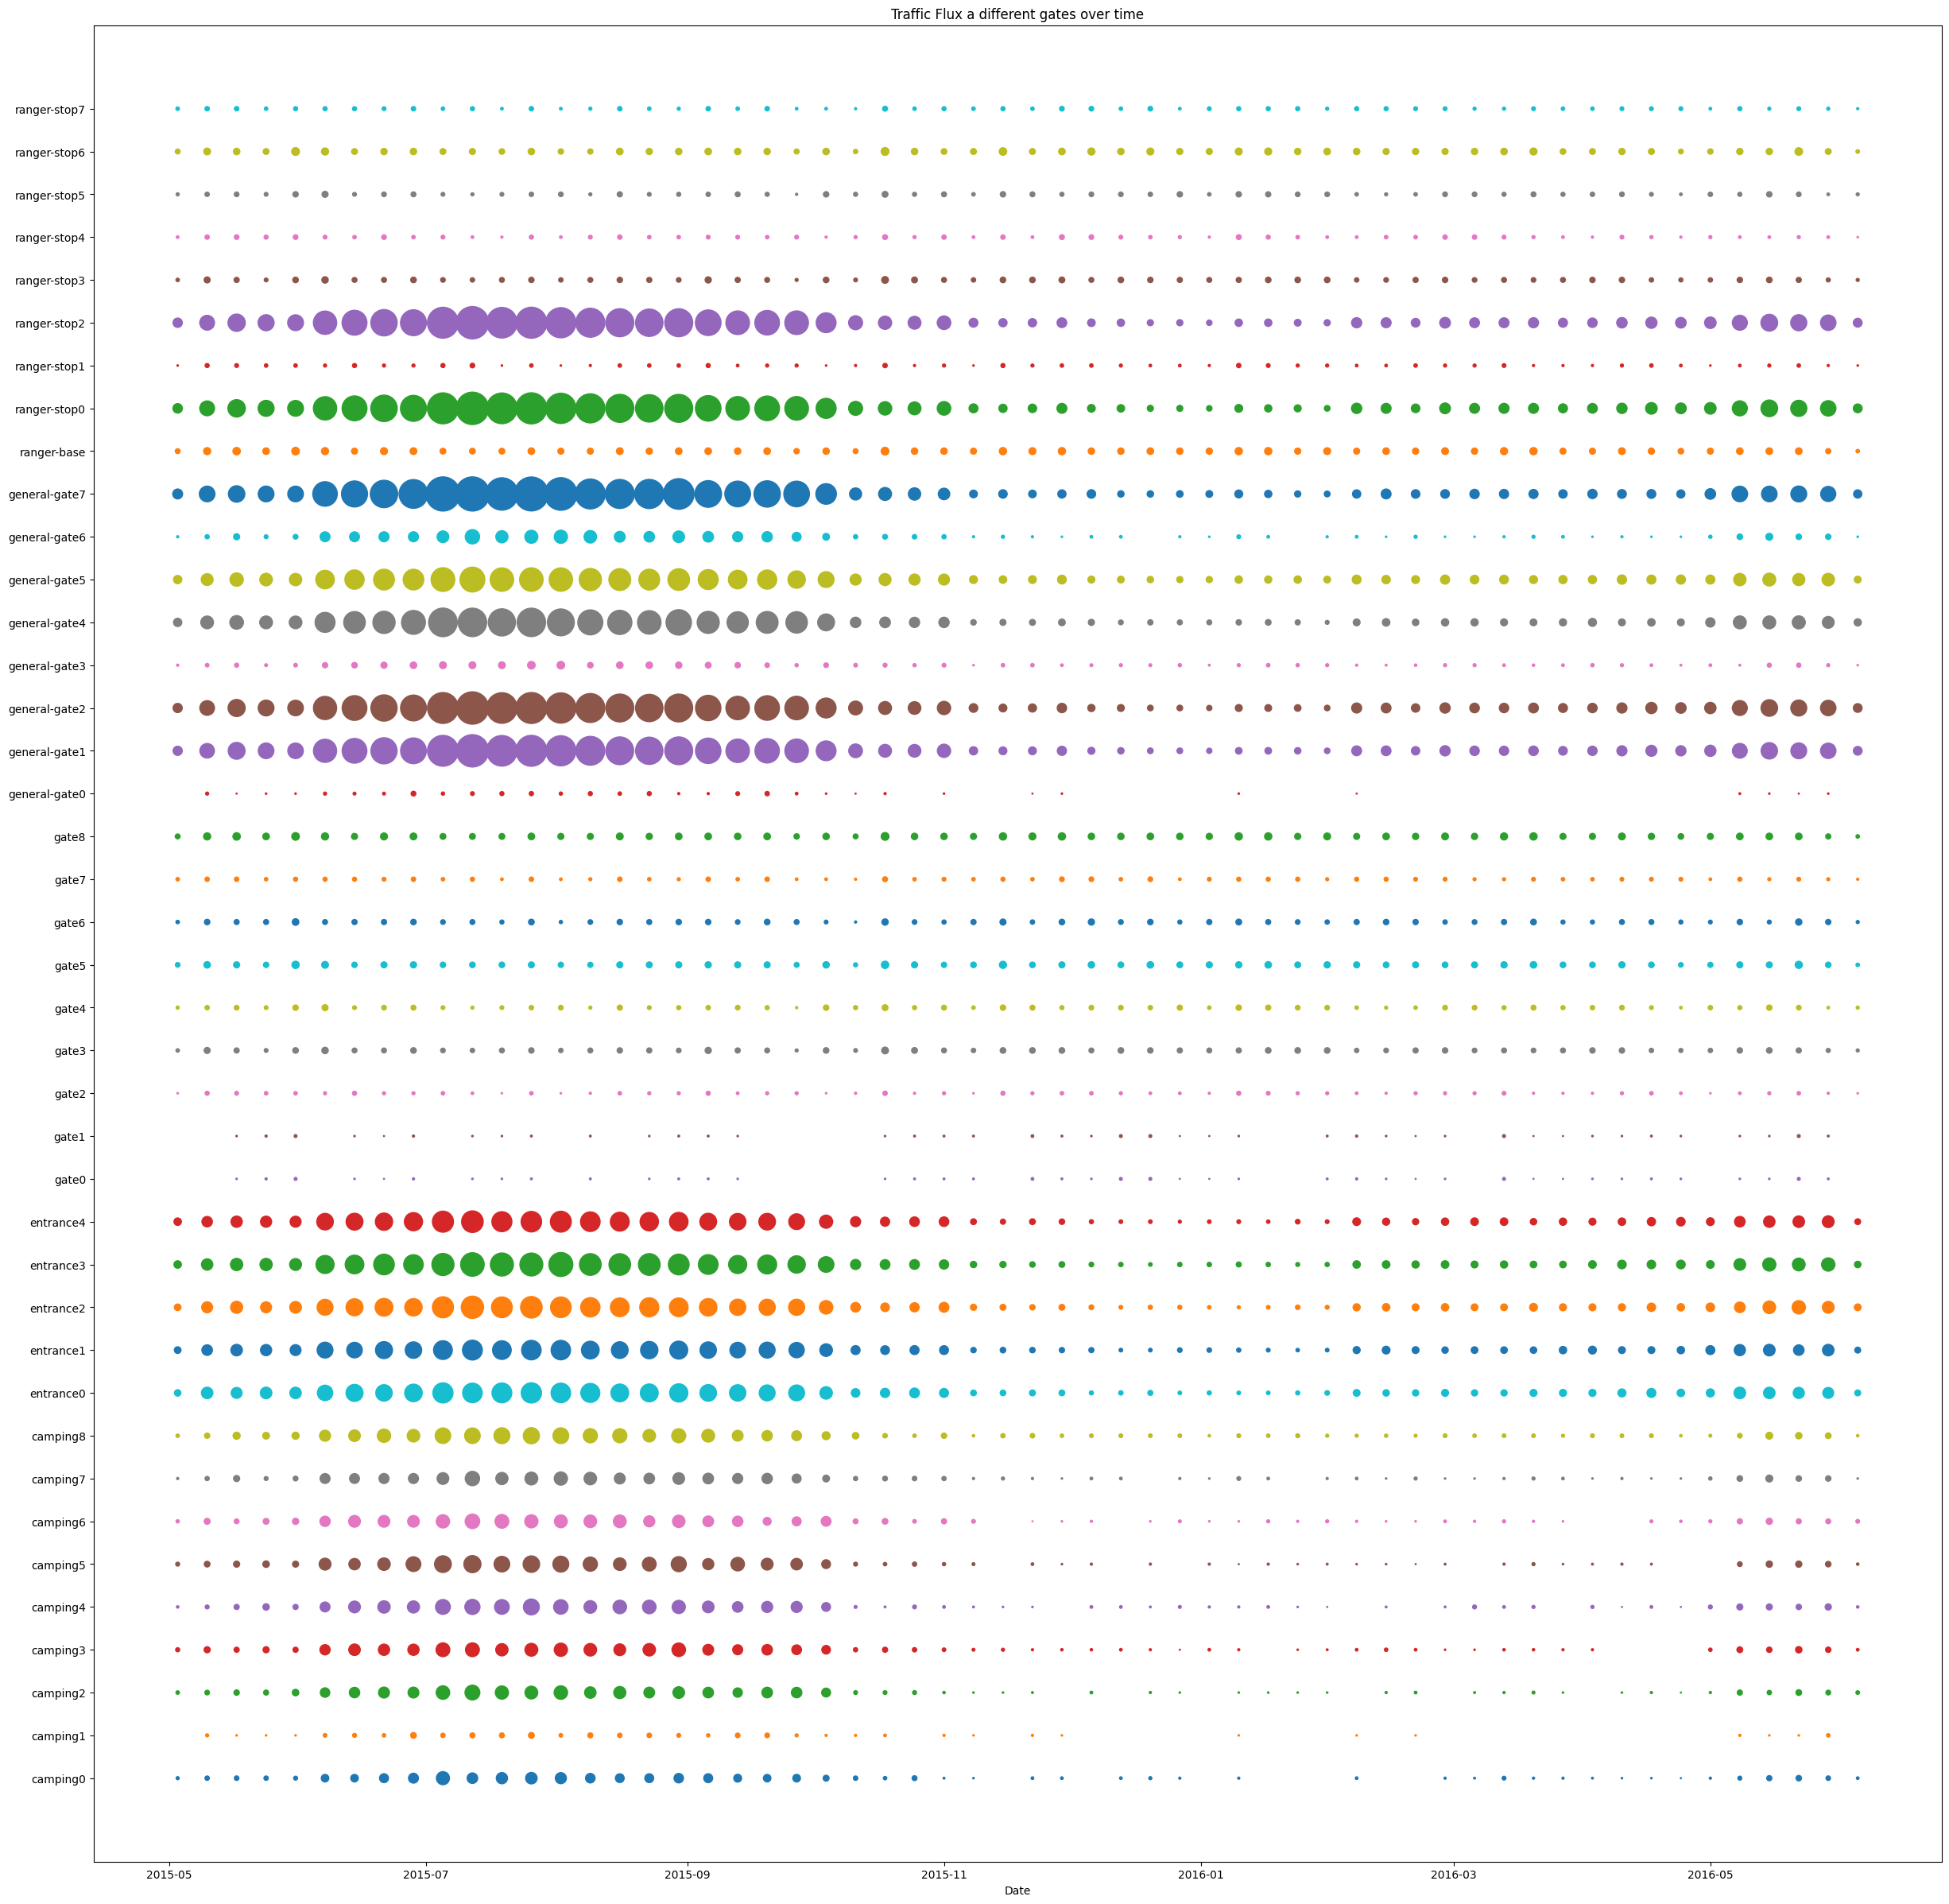 Traffic Flux a different gates over time
ranger-stop7
ranger-stop6
ranger-stop5
ranger-stop4
ranger-stop3
ranger-stop2
ranger-stop1
ranger-stop0
ranger-base
general-gate7
general-gate6
general-gate5
general-gate4
general-gate3
general-gate2
general-gate1
general-gate0
gate8
gate7
gate6
gate5
gate4
gate3
gate2
gate1
gate0
entrance4
entrance3
entrance2
entrance1
entrance0
camping8
camping7
camping6
camping5
camping4
camping3
camping2
camping1
camping0
2015-05 2015-07 2015-09 2015-11 2016-01 2016-03 2016-05
Date